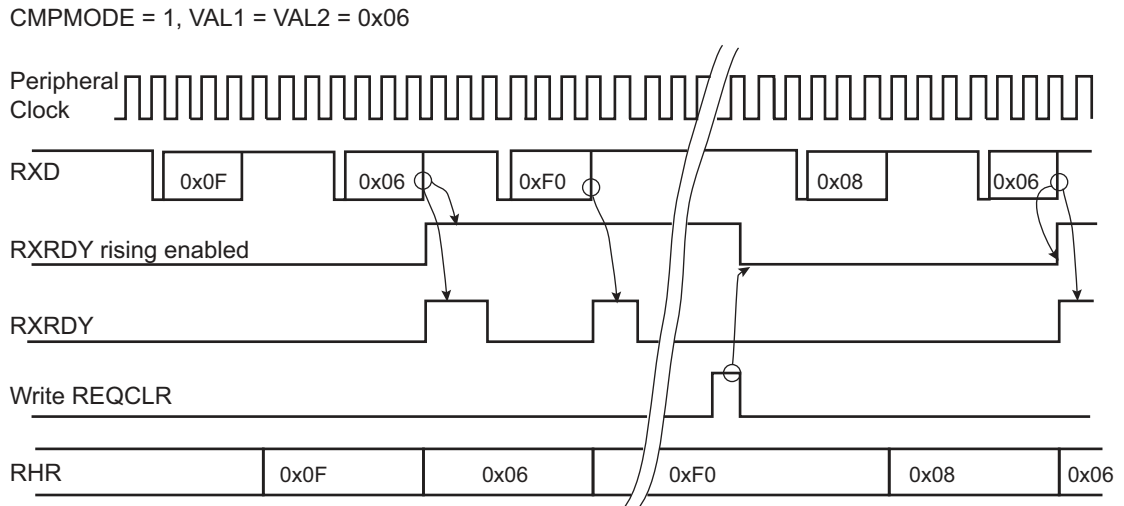 CMPMODE = 1, VAL1 = VAL2 = 0x06
Peripheral
Clock
RXD
0x0F
0x06
0xF0
0x08
0x06
RXRDY rising enabled
RXRDY
Write REQCLR
RHR
0x0F
0x06
0xF0
0x08
0x06